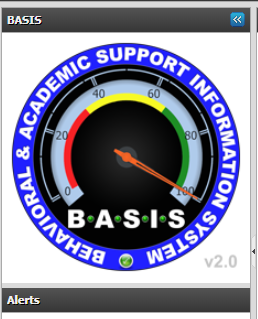 BASIS
BEHAVIORAL & ACADEMIC SUPPORT INFORMATION SYSTEM
0
20
40
60
80
100
B•A•S•I•S
v2.0
Alerts